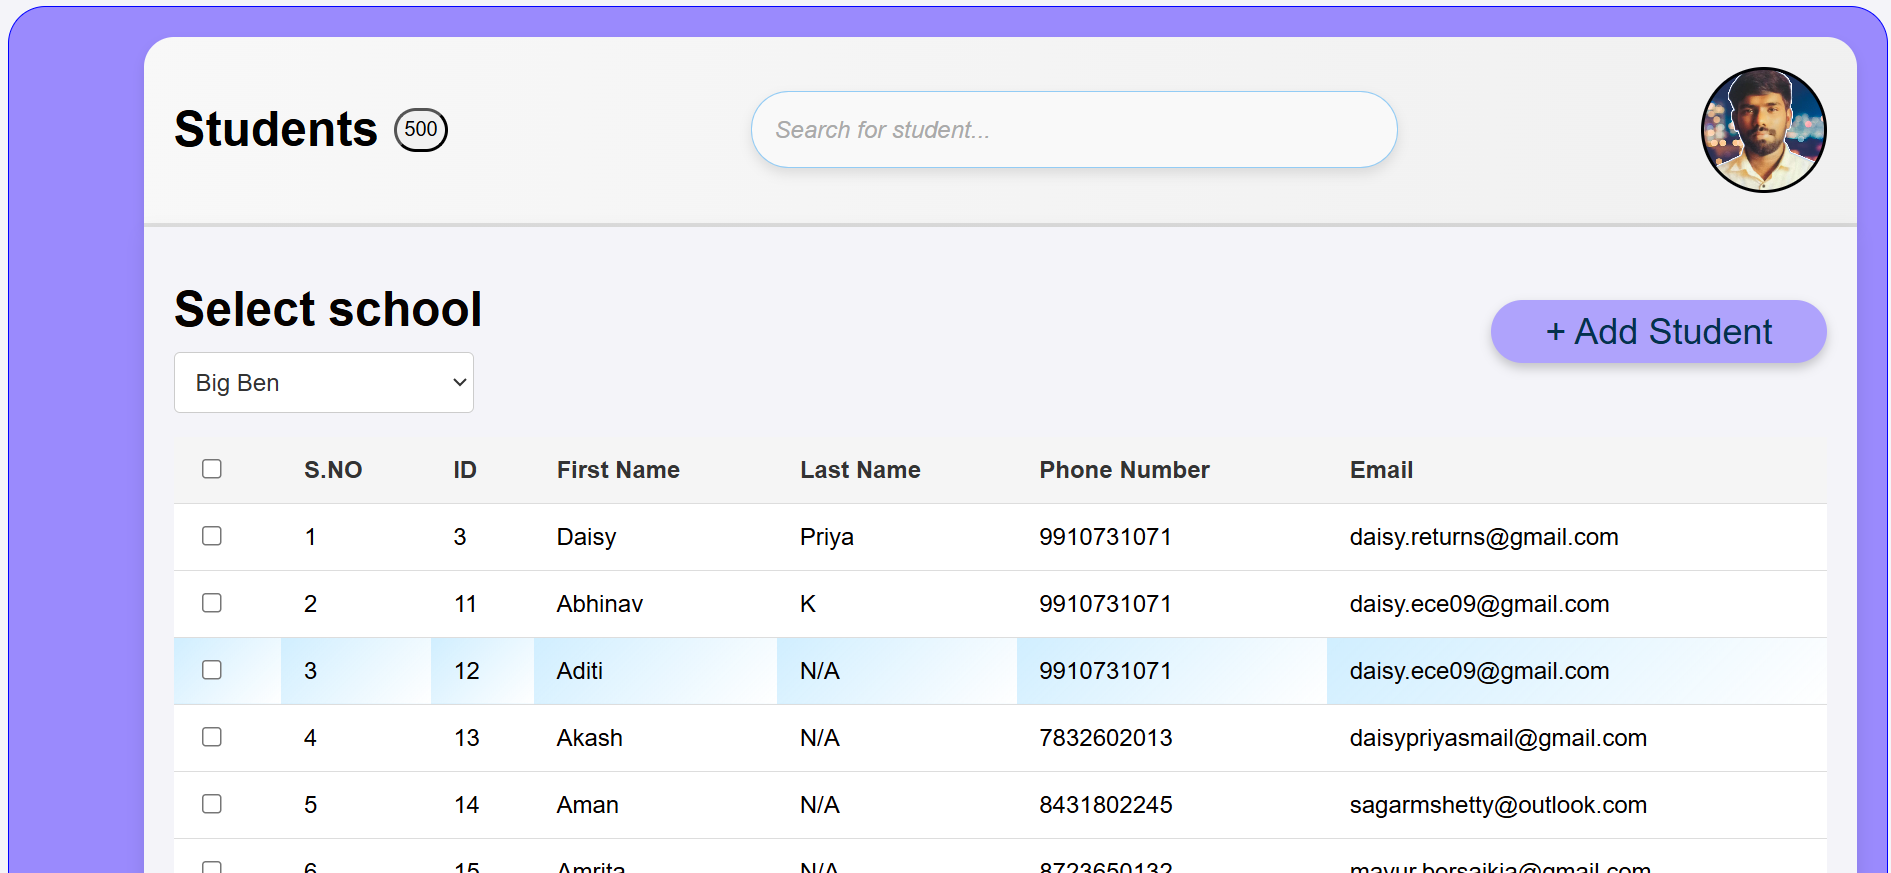 Students 500
Search for student...
Select school
+ Add Student
Big Ben
S.NO ID First Name Last Name Phone Number Email
1 3 Daisy Priya 9910731071 daisy.returns@gmail.com
2 11 Abhinav K 9910731071 daisy.ece09@gmail.com
3 12 Aditi N/A 9910731071 daisy.ece09@gmail.com
4 13 Akash N/A 7832602013 daisypriyasmail@gmail.com
5 14 Aman N/A 8431802245 sagarmshetty@outlook.com
6 15 Amrita N/A 8723650132 mayur.borsaikia@gmail.com